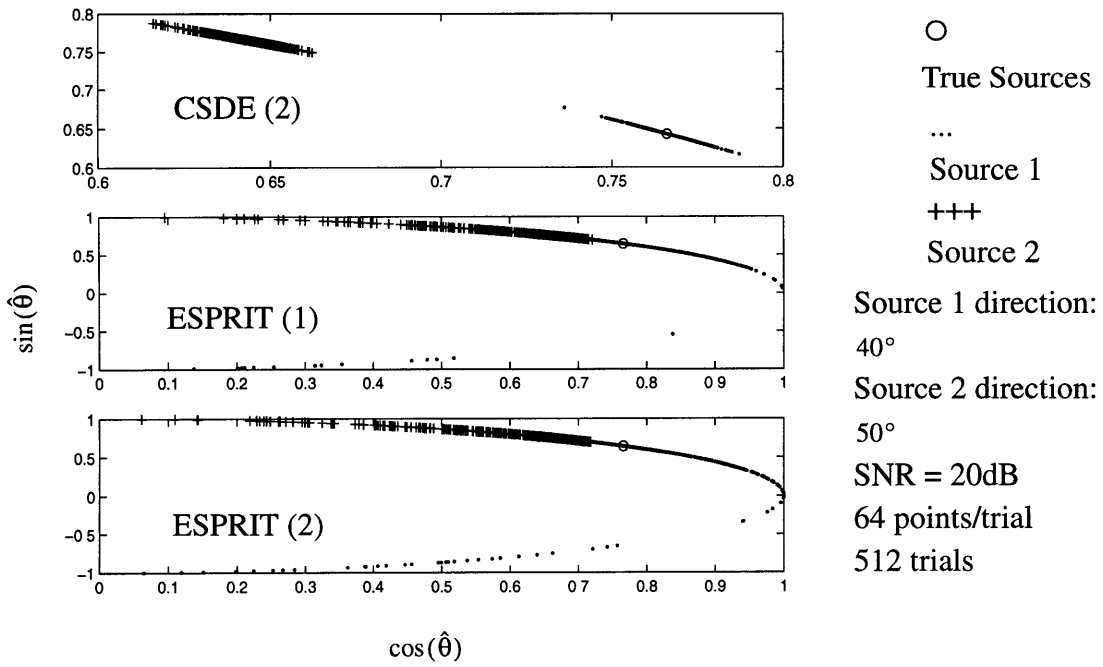 0.8
0.75
0.7
0.65
0.6
CSDE (2)
0.6 0.65 0.7 0.75 0.8
1
0.5
0
−0.5
−1
ESPRIT (1)
0 0.1 0.2 0.3 0.4 0.5 0.6 0.7 0.8 0 9 1
1
0.5
0
−0 5
−1
ESPRIT (2)
0 0.1 0.2 0.3 0.4 0.5 0.6 0.7 0.8 0.9 1
sin(θ̂)
cos(θ̂)
True Sources
...
Source 1
+++
Source 2
Source 1 direction:
40°
Source 2 direction:
50°
SNR = 20dB
64 points/trial
512 trials